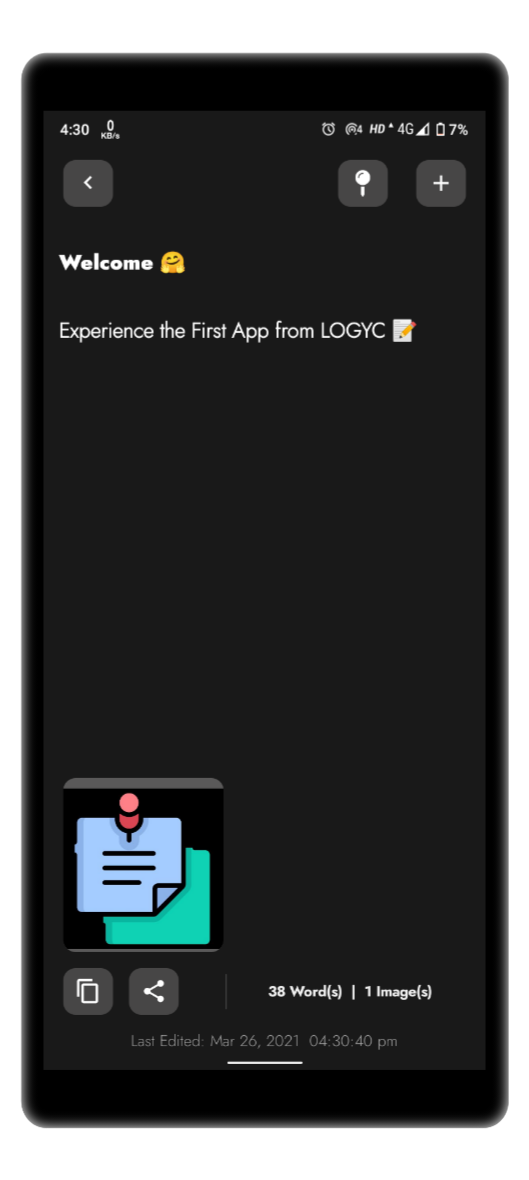 4:30 0 KB/s 4 HD 4G 7%
Welcome 🤗
Experience the First App from LOGYC 📝
38 Word(s) | 1 Image(s)
Last Edited: Mar 26, 2021 04:30:40 pm